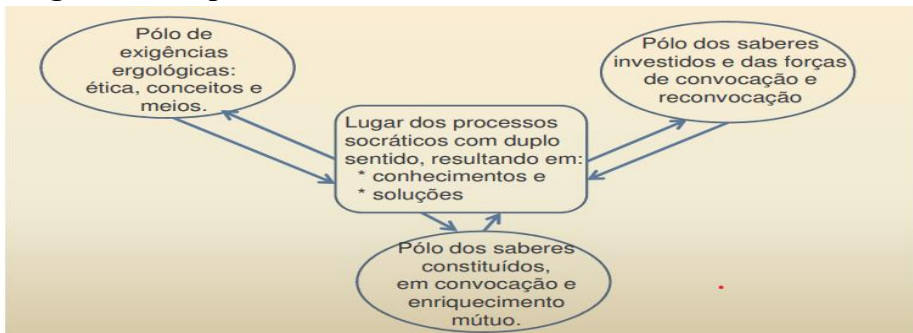 Pólo de
exigências
ergológicas:
ética, conceitos e
meios.
Pólo dos saberes
investidos e das forças
de convocação e
reconvocação
Lugar dos processos
socráticos com duplo
sentido, resultando em:
* conhecimentos e
* soluções
Pólo dos saberes
constituídos,
em convocação e
enriquecimento
mútuo.